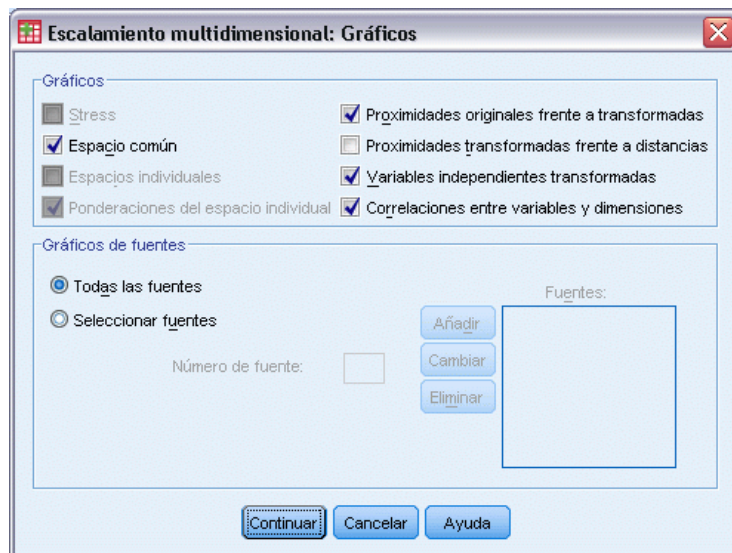 Escalamiento multidimensional: Gráficos
Gráficos
Stress
Espacio común
Espacios individuales
Ponderaciones del espacio individual
Proximidades originales frente a transformadas
Proximidades transformadas frente a distancias
Variables independientes transformadas
Correlaciones entre variables y dimensiones
Gráficos de fuentes
Todas las fuentes
Seleccionar fuentes
Número de fuente:
Fuentes:
Añadir
Cambiar
Eliminar
Continuar
Cancelar
Ayuda